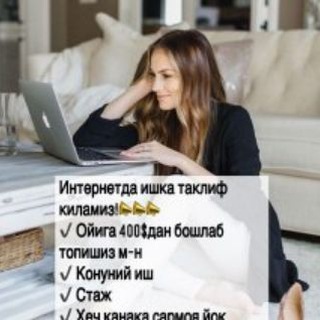 Интернетда ишка таклиф
киламиз!📣📣📣
✓ Ойига 400$дан бошлаб
топишиз м-н
✓ Конуний иш
✓ Стаж
✓ Хеч канака сармоя йок